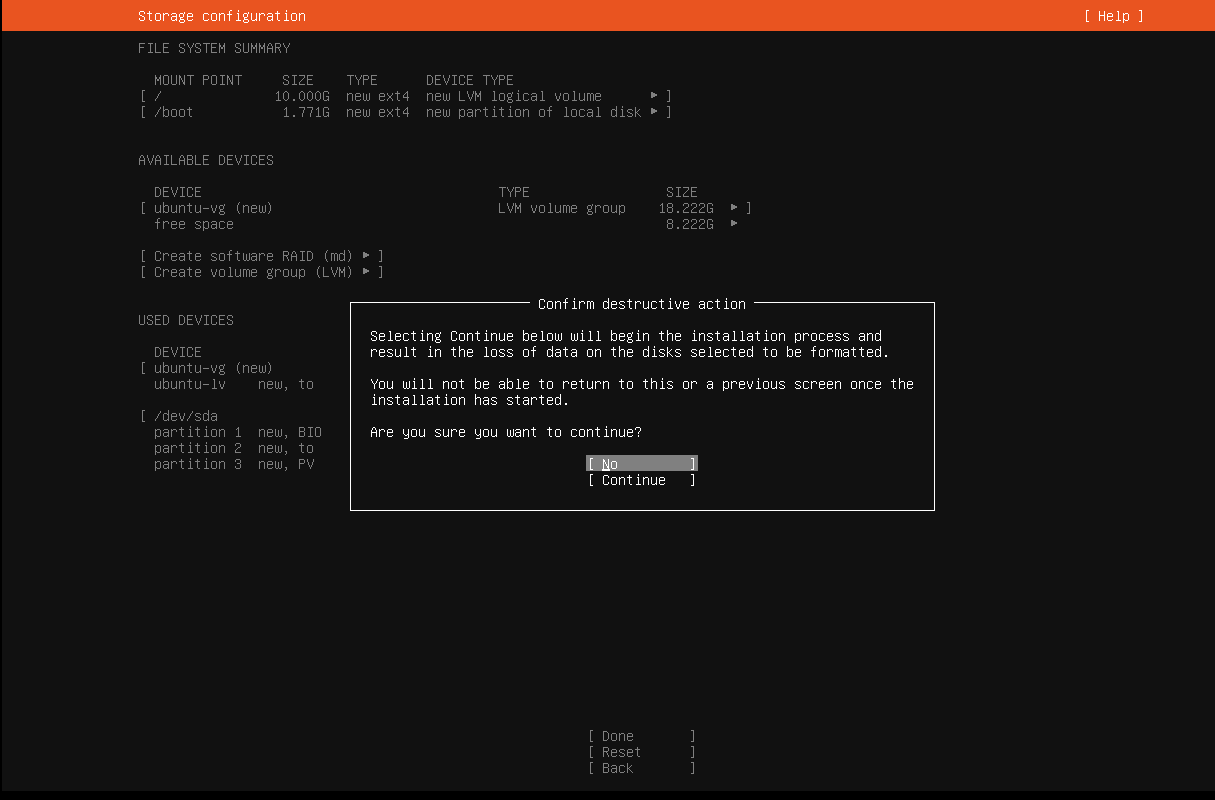 Storage configuration [ Help ]
FILE SYSTEM SUMMARY
MOUNT POINT SIZE TYPE DEVICE TYPE
[ / 10.000G new ext4 new LVM logical volume ▸ ]
[ /boot 1.771G new ext4 new partition of local disk ▸ ]
AVAILABLE DEVICES
DEVICE TYPE SIZE
[ ubuntu-vg (new) LVM volume group 18.222G ▸ ]
free space 8.222G ▸
[ Create software RAID (md) ▸ ]
[ Create volume group (LVM) ▸ ]
USED DEVICES
DEVICE
[ ubuntu-vg (new)
ubuntu-lv new, to
[ /dev/sda
partition 1 new, BIO
partition 2 new, to
partition 3 new, PV
Confirm destructive action
Selecting Continue below will begin the installation process and
result in the loss of data on the disks selected to be formatted.
You will not be able to return to this or a previous screen once the
installation has started.
Are you sure you want to continue?
[ No ]
[ Continue ]
[ Done ]
[ Reset ]
[ Back ]